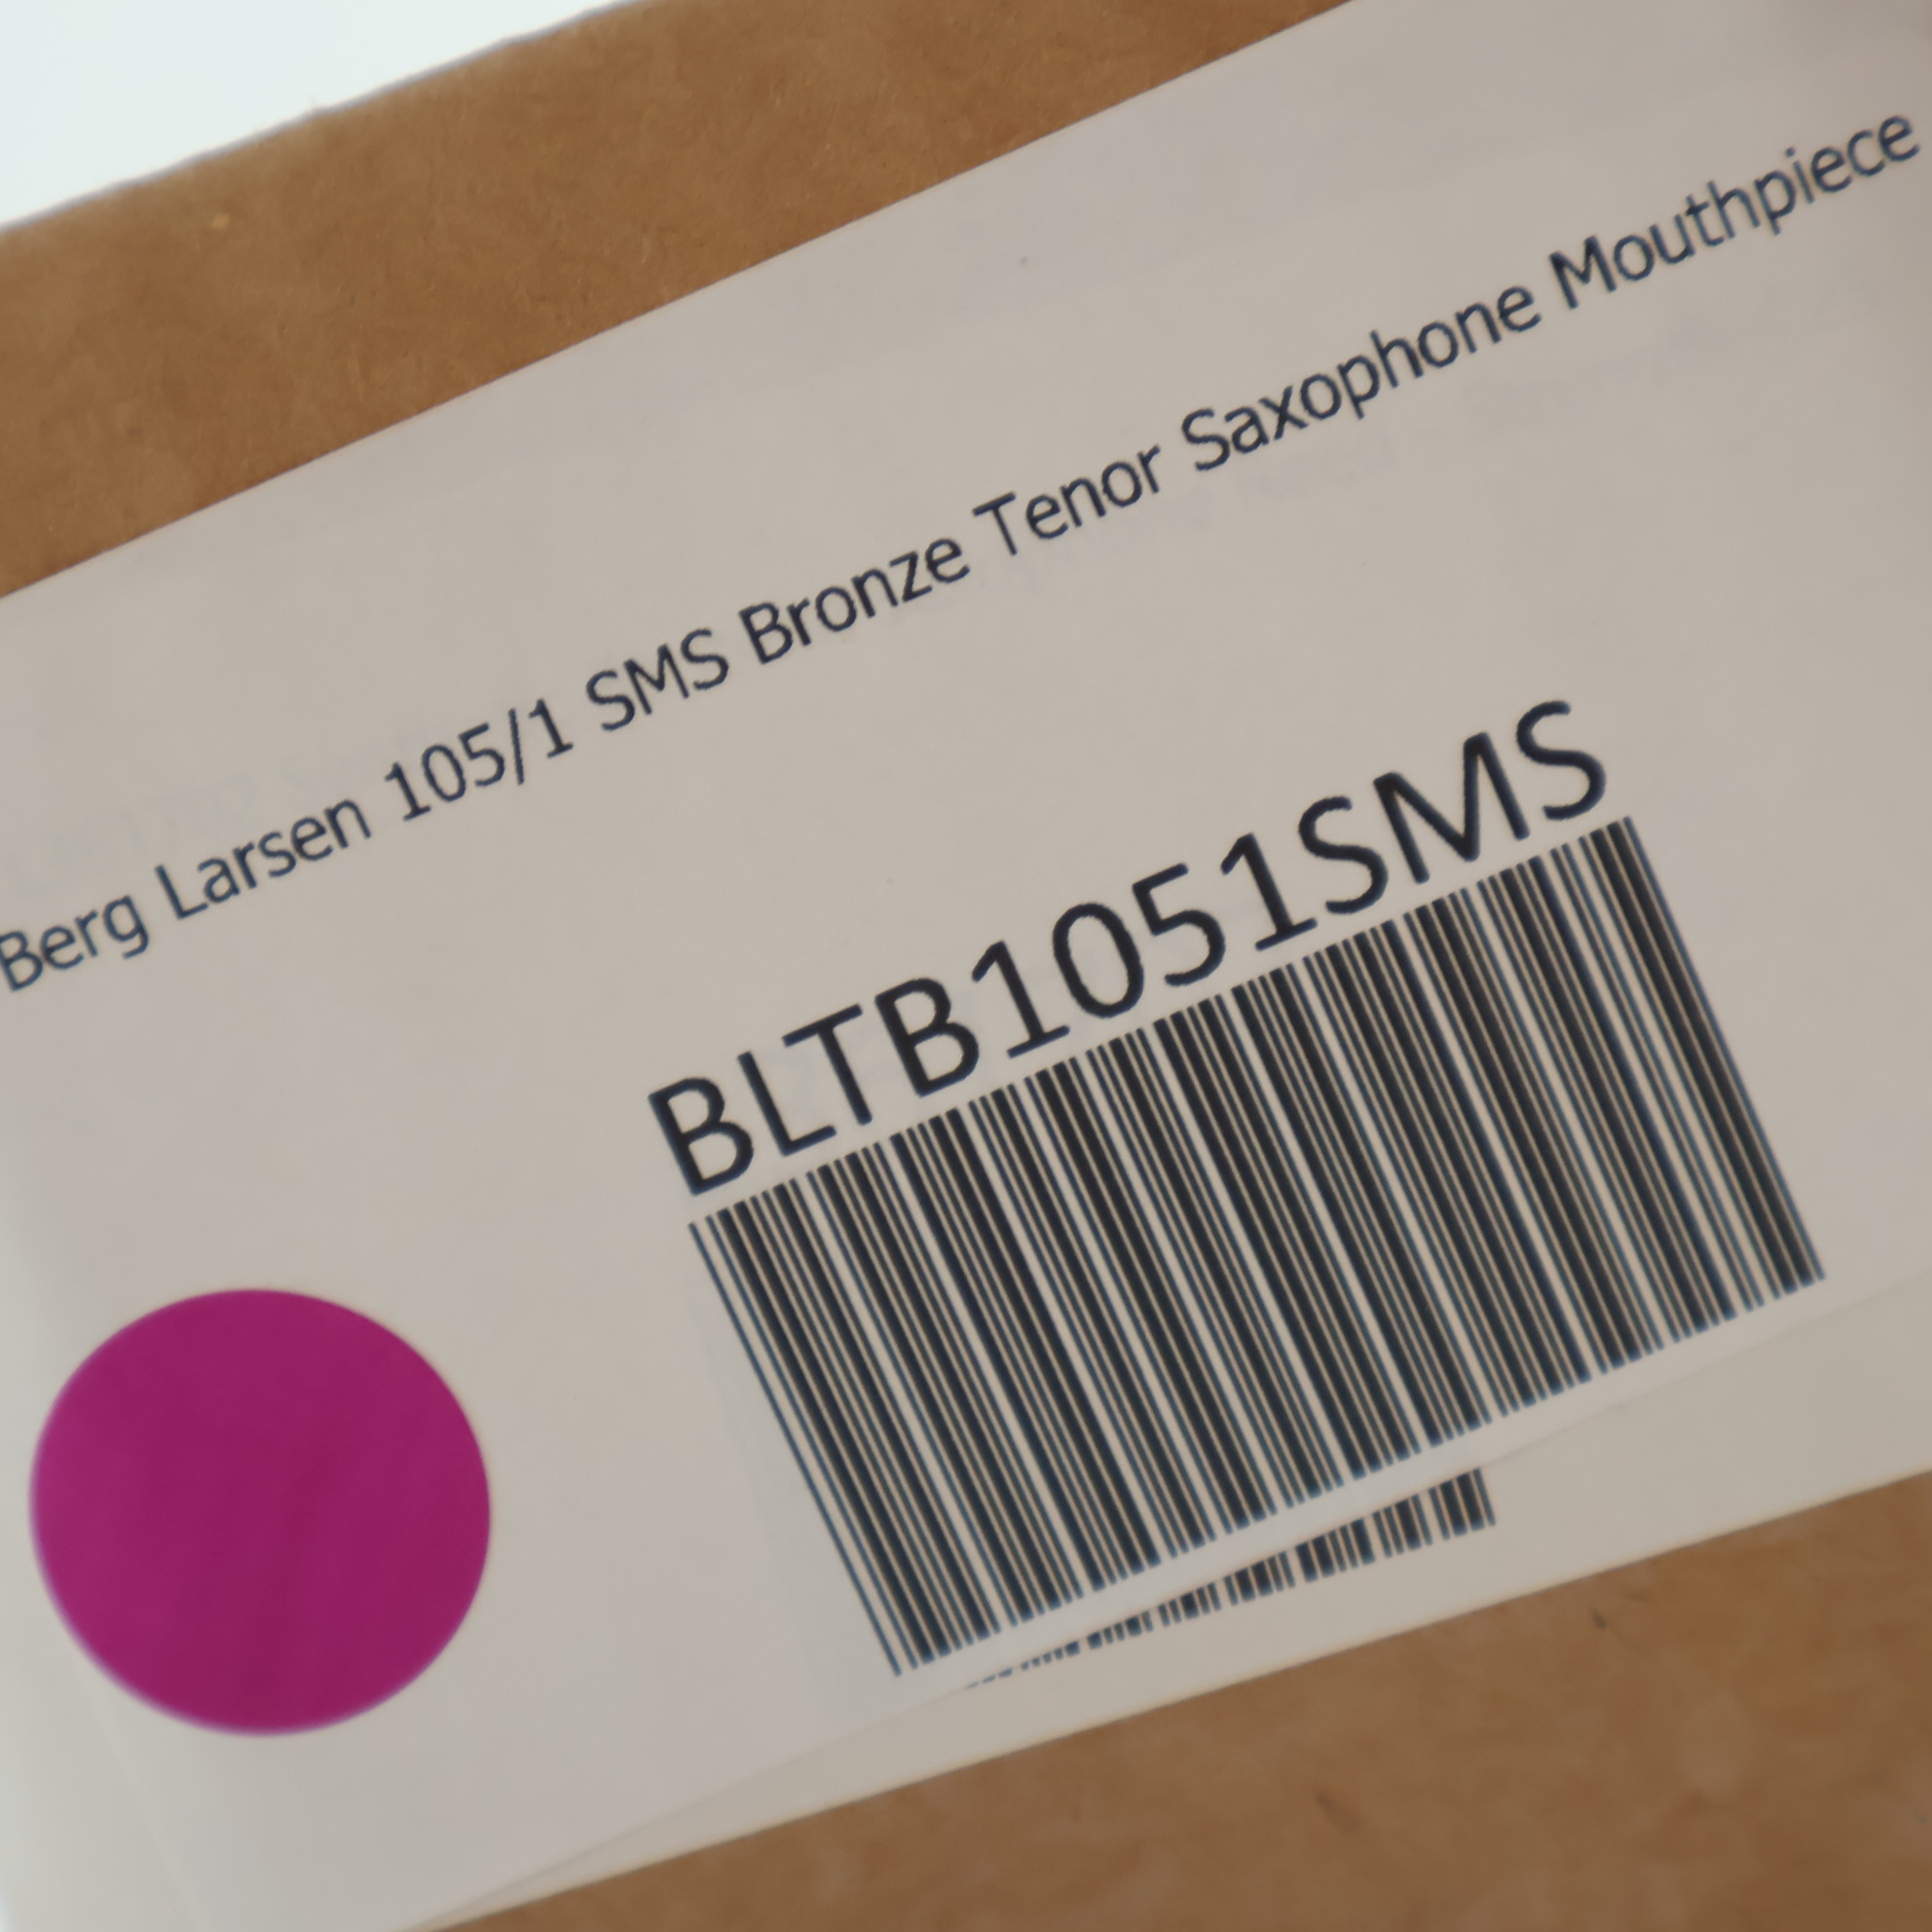 Berg Larsen 105/1 SMS Bronze Tenor Saxophone Mouthpiece
BLTB1051SMS